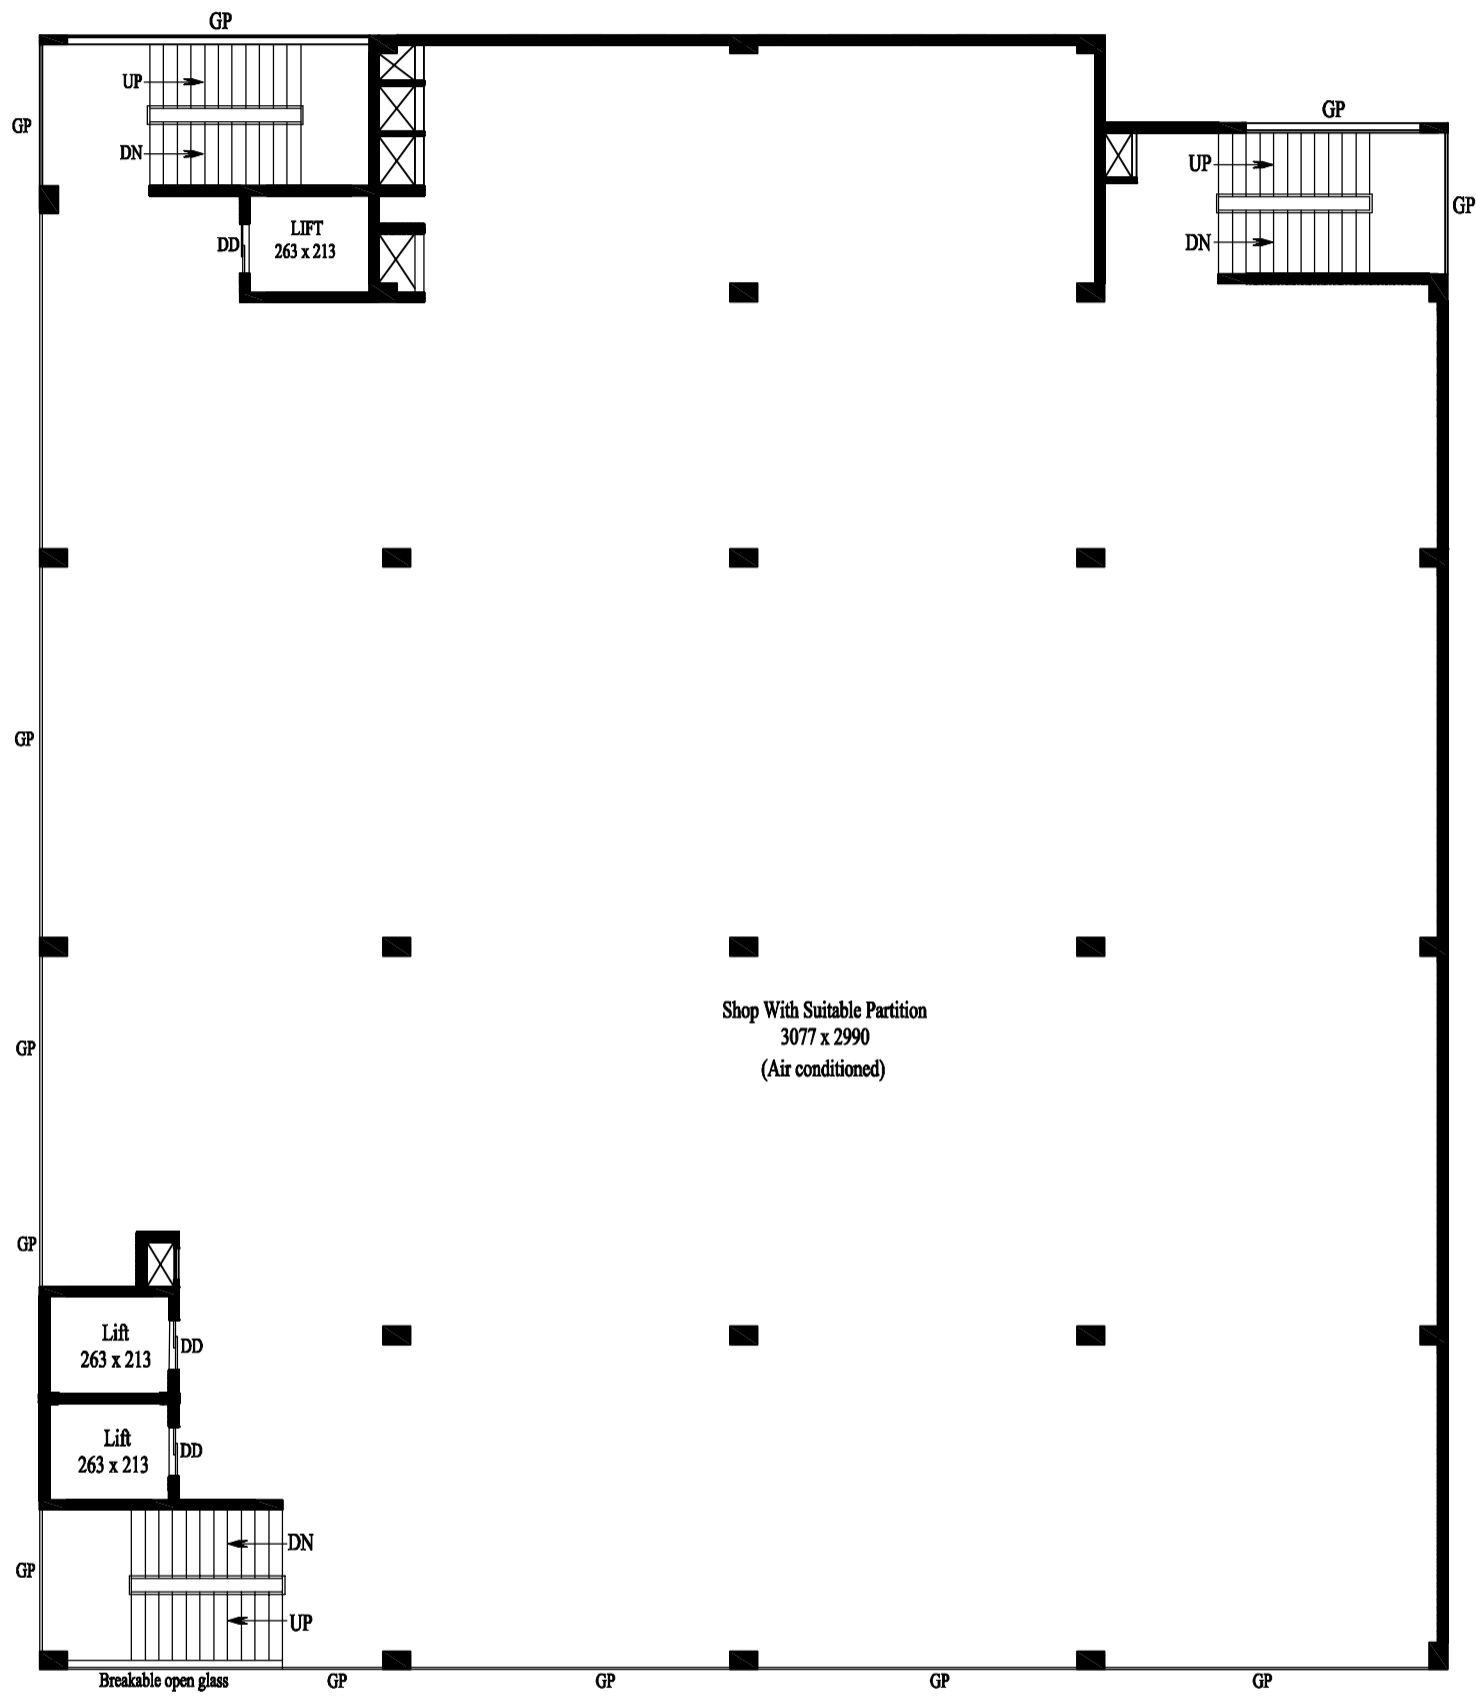 GP
GP
UP
DN
LIFT
263 x 213
DD
GP
UP
DN
GP
GP
Shop With Suitable Partition
3077 x 2990
(Air conditioned)
GP
GP
Lift
263 x 213
DD
Lift
263 x 213
DD
DN
UP
GP
Breakable open glass
GP
GP
GP
GP